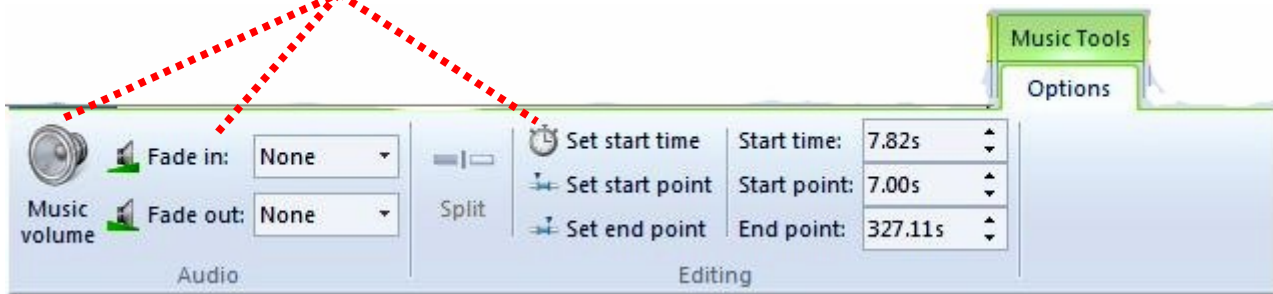 Music Tools
Options
Fade in: None
Set start time Start time: 7.82s
Set start point Start point: 7.00s
Music
volume
Fade out: None
Split
Set end point End point: 327.11s
Audio
Editing